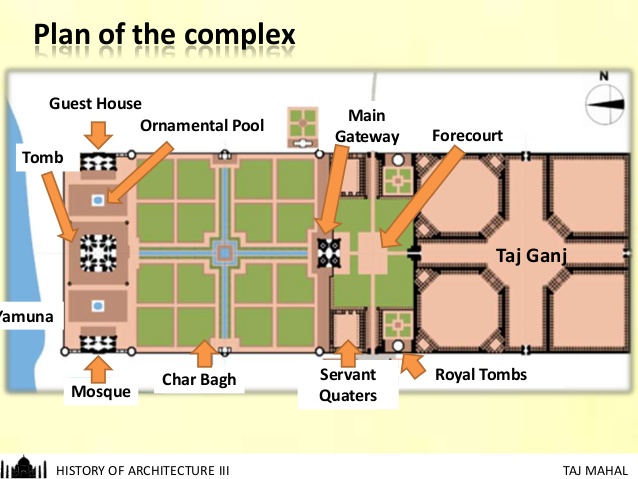 Plan of the complex
N
Guest House
Ornamental Pool
Main
Gateway
Forecourt
Tomb
Taj Ganj
Yamuna
Mosque
Char Bagh
Servant
Quaters
Royal Tombs
HISTORY OF ARCHITECTURE III
TAJ MAHAL